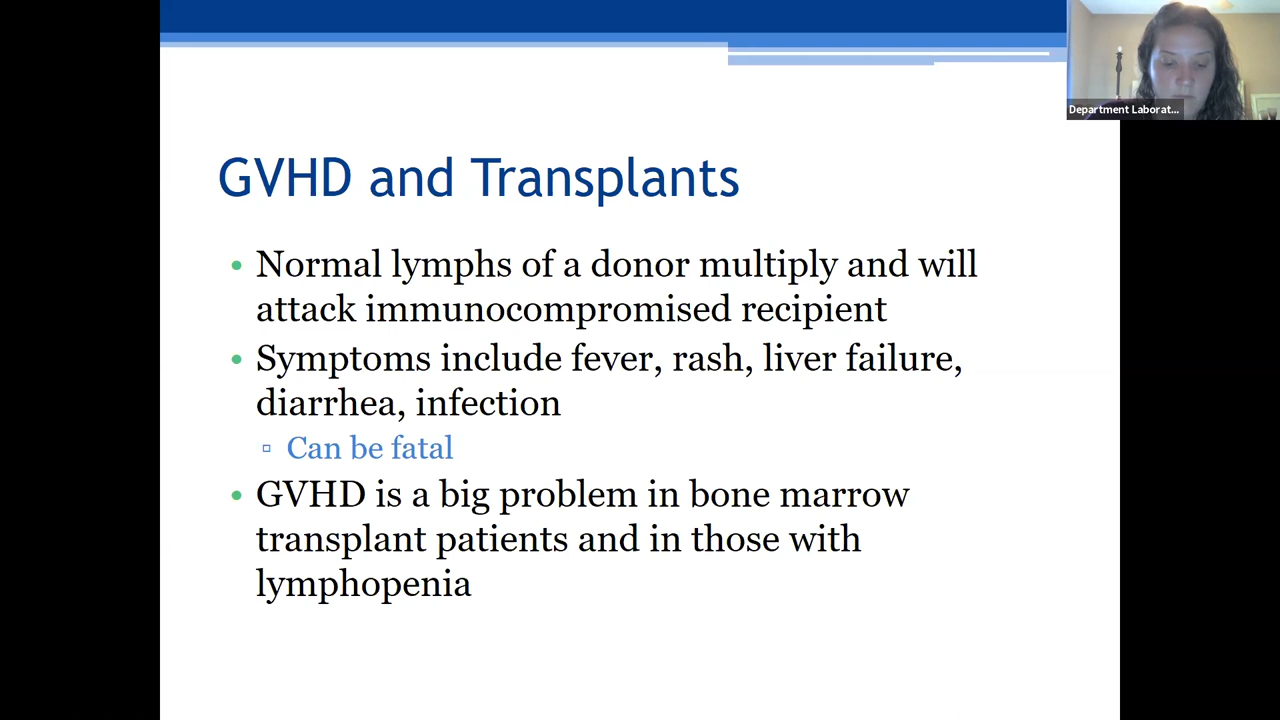 Department Laborat...
GVHD and Transplants
• Normal lymphs of a donor multiply and will
attack immunocompromised recipient
• Symptoms include fever, rash, liver failure,
diarrhea, infection
▫ Can be fatal
• GVHD is a big problem in bone marrow
transplant patients and in those with
lymphopenia